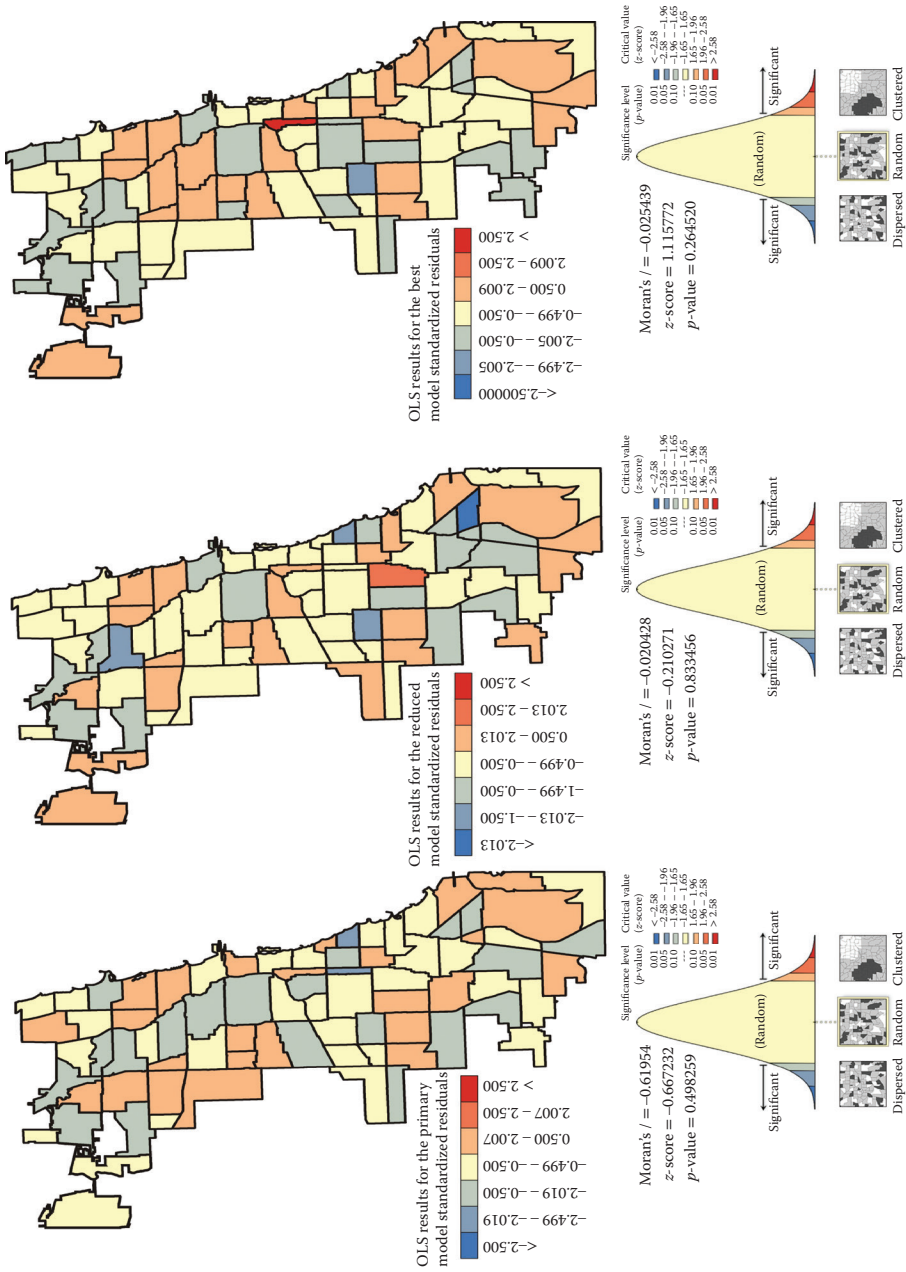 OLS results for the primary
model standardized residuals
<−2.500
−2.499 – −2.019
−2.019 – −0.500
−0.499 – −0.500
0.500 – 2.007
2.007 – 2.500
> 2.500
Moran's / = −0.61954
z-score = −0.667232
p-value = 0.498259
Significance level
(p-value)
Critical value
(z-score)
0.01 < −2.58
0.05 −2.58 – −1.96
0.10 −1.96 – −1.65
--- −1.65 – 1.65
0.10 1.65 – 1.96
0.05 1.96 – 2.58
0.01 > 2.58
Significant
(Random)
Significant
Dispersed Random Clustered
OLS results for the reduced
model standardized residuals
<−2.013
−1.500 – −2.013
−1.499 – −0.500
−0.499 – −0.500
0.500 – 2.013
2.013 – 2.500
> 2.500
Moran's / = −0.020428
z-score = −0.210271
p-value = 0.833456
Significance level
(p-value)
Critical value
(z-score)
0.01 < −2.58
0.05 −2.58 – −1.96
0.10 −1.96 – −1.65
--- −1.65 – 1.65
0.10 1.65 – 1.96
0.05 1.96 – 2.58
0.01 > 2.58
Significant
(Random)
Significant
Dispersed Random Clustered
OLS results for the best
model standardized residuals
<−2.500000
−2.499 – −2.005
−2.005 – −0.500
−0.499 – −0.500
0.500 – 2.009
2.009 – 2.500
> 2.500
Moran's / = −0.025439
z-score = 1.115772
p-value = 0.264520
Significance level
(p-value)
Critical value
(z-score)
0.01 < −2.58
0.05 −2.58 – −1.96
0.10 −1.96 – −1.65
--- −1.65 – 1.65
0.10 1.65 – 1.96
0.05 1.96 – 2.58
0.01 > 2.58
Significant
(Random)
Significant
Dispersed Random Clustered